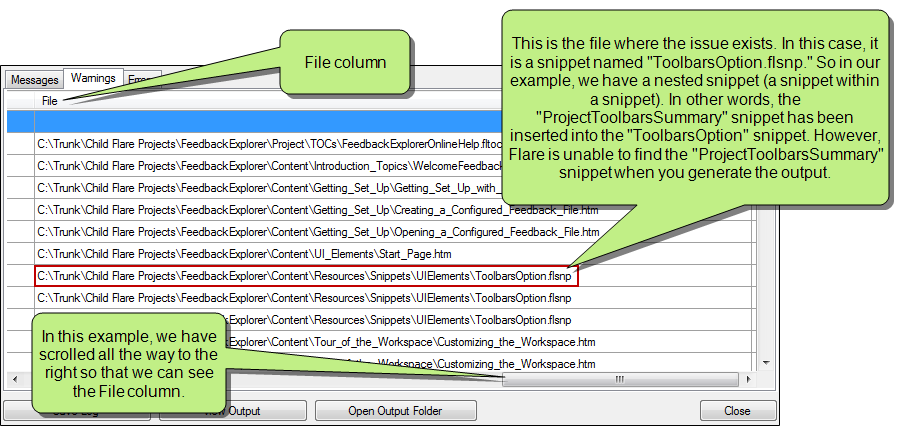 File column
This is the file where the issue exists. In this case, it
is a snippet named "ToolbarsOption.flsnp." So in our
example, we have a nested snippet (a snippet within
a snippet). In other words, the
"ProjectToolbarsSummary" snippet has been
inserted into the "ToolbarsOption" snippet. However,
Flare is unable to find the "ProjectToolbarsSummary"
snippet when you generate the output.
Messages
Warnings
File
C:\Trunk\Child Flare Projects\FeedbackExplorer\Project\TOCs\FeedbackExplorerOnlineHelp.fltoc
C:\Trunk\Child Flare Projects\FeedbackExplorer\Content\Introduction_Topics\WelcomeFeedback
C:\Trunk\Child Flare Projects\FeedbackExplorer\Content\Getting_Set_Up\Getting_Set_Up_with_
C:\Trunk\Child Flare Projects\FeedbackExplorer\Content\Getting_Set_Up\Creating_a_Configured_Feedback_File.htm
C:\Trunk\Child Flare Projects\FeedbackExplorer\Content\Getting_Set_Up\Opening_a_Configured_Feedback_File.htm
C:\Trunk\Child Flare Projects\FeedbackExplorer\Content\UI_Elements\Start_Page.htm
C:\Trunk\Child Flare Projects\FeedbackExplorer\Content\Resources\Snippets\UIElements\ToolbarsOption.flsnp
C:\Trunk\Child Flare Projects\FeedbackExplorer\Content\Resources\Snippets\UIElements\ToolbarsOption.flsnp
Explorer\Content\Resources\Snippets\UIElements\ToolbarsOption.flsnp
Explorer\Content\Tour_of_the_Workspace\Customizing_the_Workspace.htm
of_the_Workspace\Customizing_the_Workspace.htm
In this example, we have
scrolled all the way to the
right so that we can see
the File column.
Output
Open Output Folder
Close